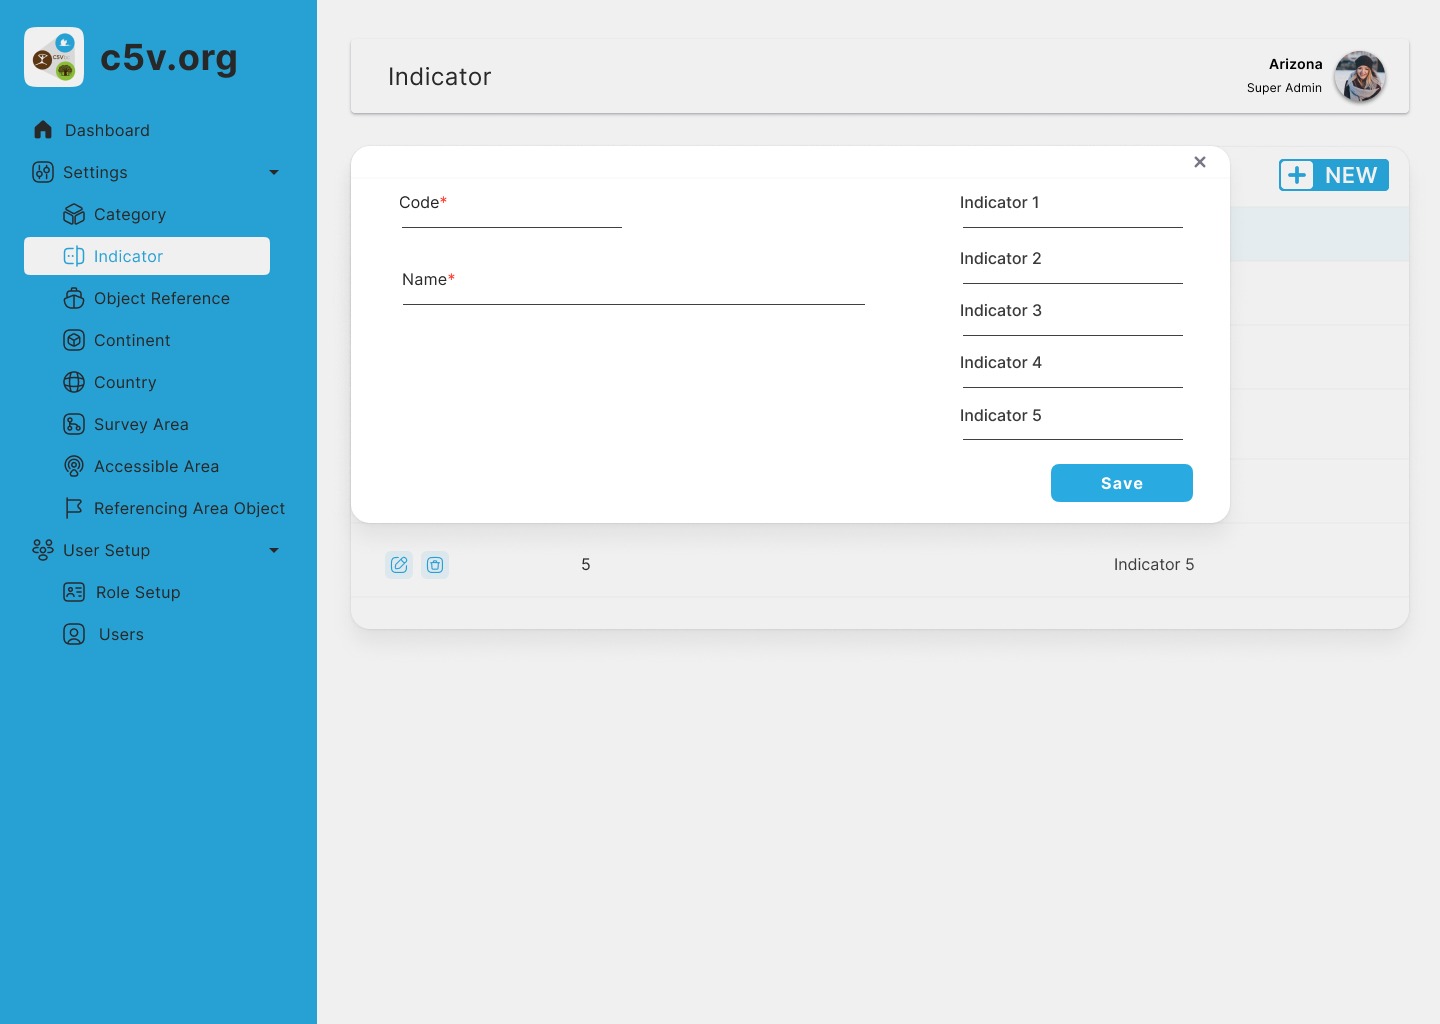 c5v.org
Dashboard
Settings
Category
Indicator
Object Reference
Continent
Country
Survey Area
Accessible Area
Referencing Area Object
User Setup
Role Setup
Users
Indicator
Arizona
Super Admin
NEW
Code*
Name*
Indicator 1
Indicator 2
Indicator 3
Indicator 4
Indicator 5
Save
5
Indicator 5